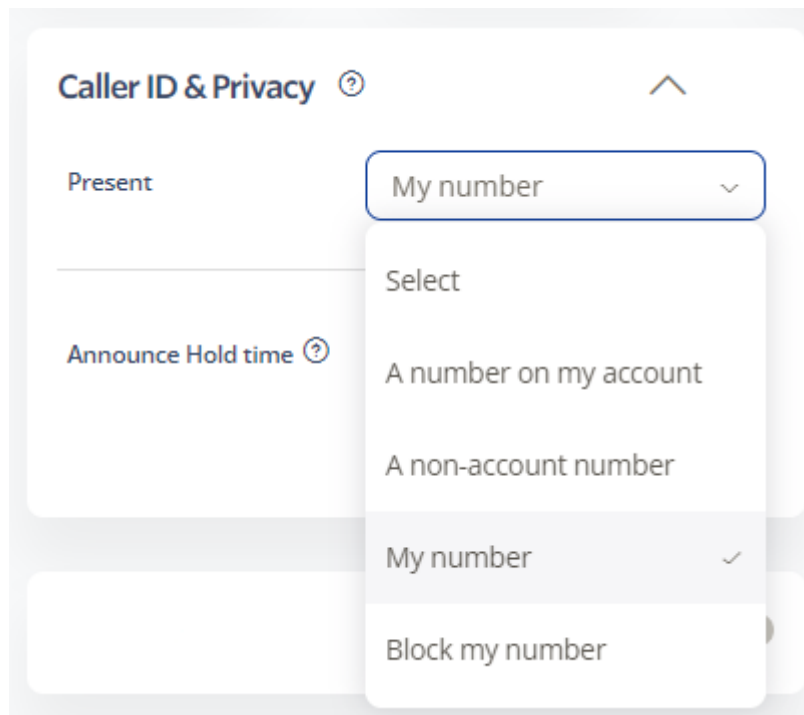 Caller ID & Privacy ?
Present
My number
Select
A number on my account
Announce Hold time ?
A non-account number
My number
Block my number